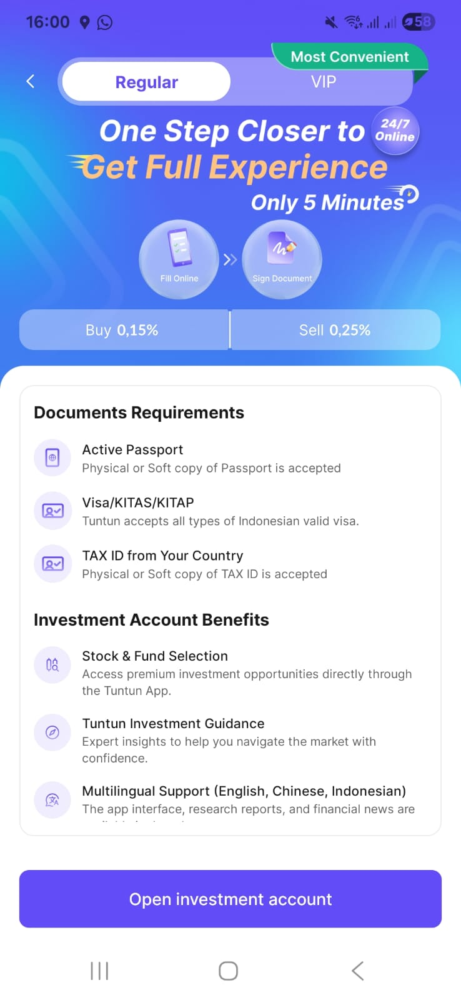 16:00
58
Most Convenient
Regular
VIP
One Step Closer to
24/7
Online
Get Full Experience
Only 5 Minutes
Fill Online
Sign Document
Buy 0,15%
Sell 0,25%
Documents Requirements
Active Passport
Physical or Soft copy of Passport is accepted
Visa/KITAS/KITAP
Tuntun accepts all types of Indonesian valid visa.
TAX ID from Your Country
Physical or Soft copy of TAX ID is accepted
Investment Account Benefits
Stock & Fund Selection
Access premium investment opportunities directly through
the Tuntun App.
Tuntun Investment Guidance
Expert insights to help you navigate the market with
confidence.
Multilingual Support (English, Chinese, Indonesian)
The app interface, research reports, and financial news are
Open investment account